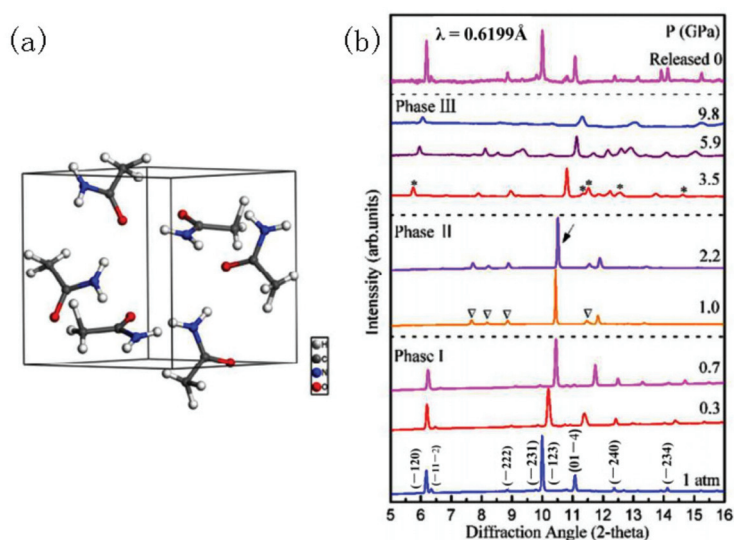 (a)
H
C
N
O
(b)
λ = 0.6199Å
P (GPa)
Released 0
Phase III
9.8
5.9
3.5
* * * * *
Phase II
2.2
1.0
Phase I
0.7
0.3
1 atm
(−120)
(−11−2)
(−222)
(−231)
(−123)
(01−4)
(−240)
(−234)
Intenssity (arb.units)
5 6 7 8 9 10 11 12 13 14 15 16
Diffraction Angle (2-theta)